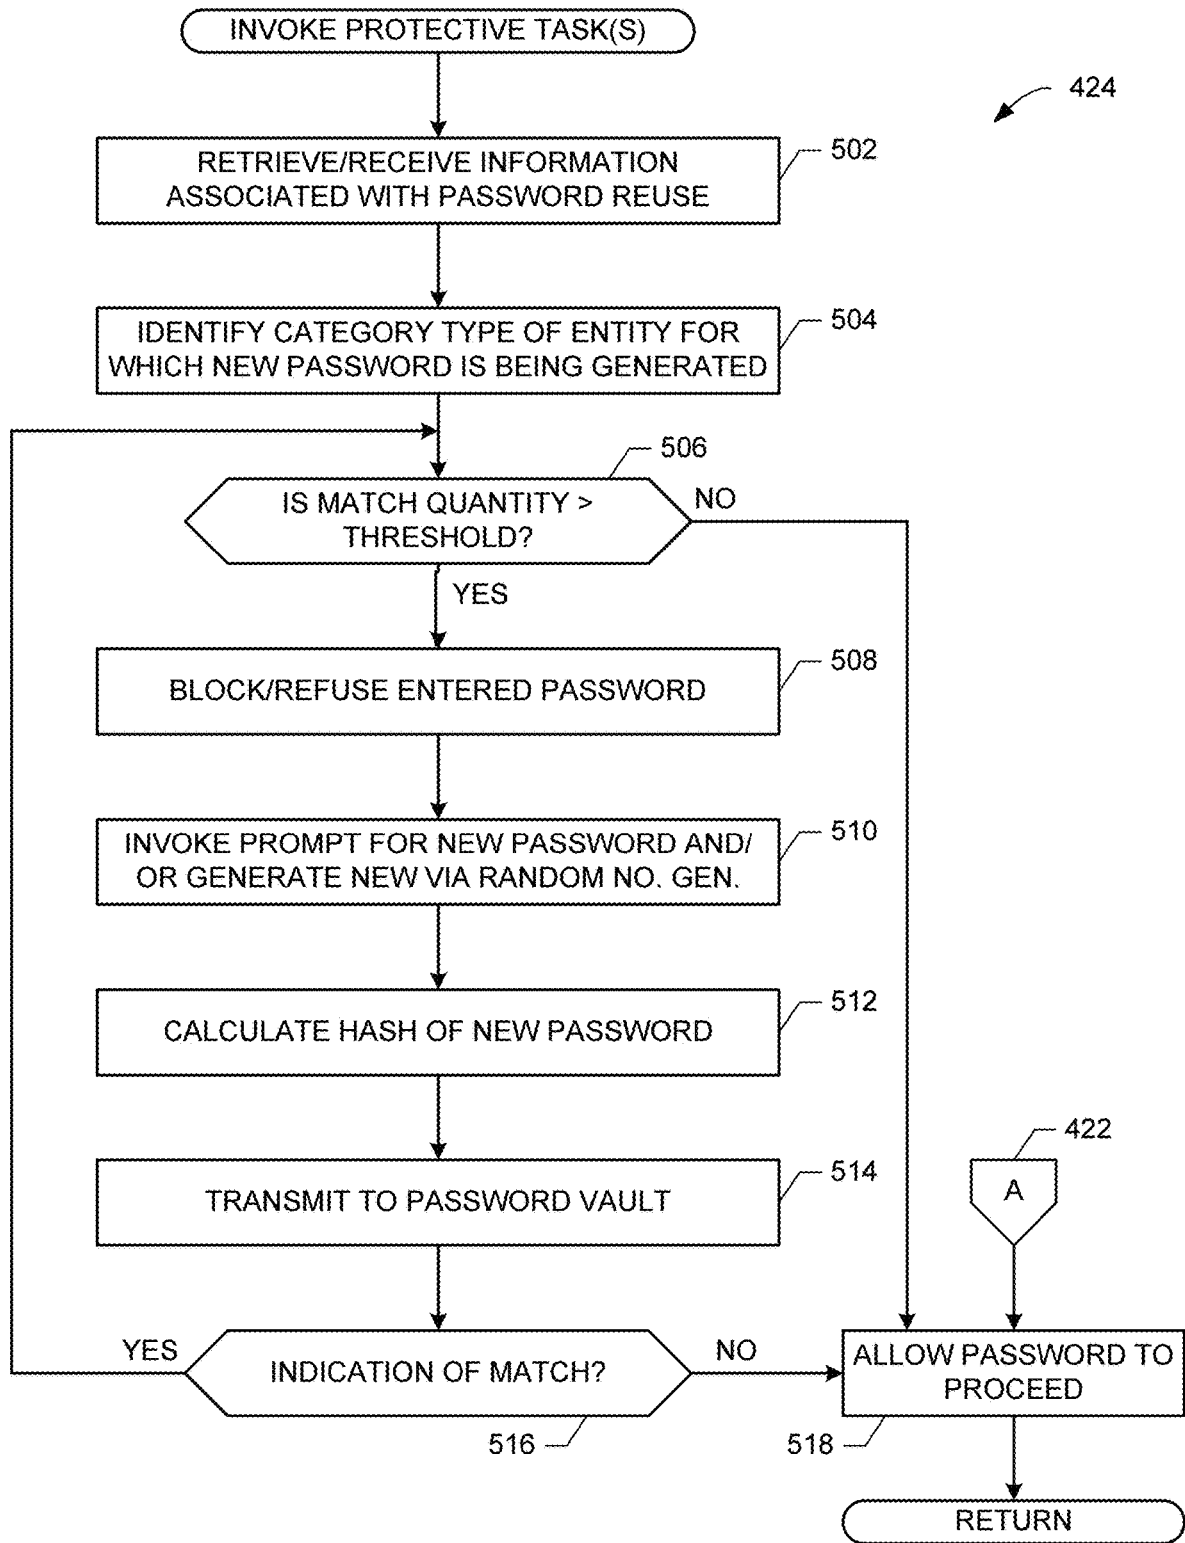 INVOKE PROTECTIVE TASK(S)
424
RETRIEVE/RECEIVE INFORMATION
ASSOCIATED WITH PASSWORD REUSE
502
IDENTIFY CATEGORY TYPE OF ENTITY FOR
WHICH NEW PASSWORD IS BEING GENERATED
504
506
IS MATCH QUANTITY >
THRESHOLD?
NO
YES
BLOCK/REFUSE ENTERED PASSWORD
508
INVOKE PROMPT FOR NEW PASSWORD AND/
OR GENERATE NEW VIA RANDOM NO. GEN.
510
CALCULATE HASH OF NEW PASSWORD
512
TRANSMIT TO PASSWORD VAULT
514
422
A
YES
INDICATION OF MATCH?
NO
516
ALLOW PASSWORD TO
PROCEED
518
RETURN